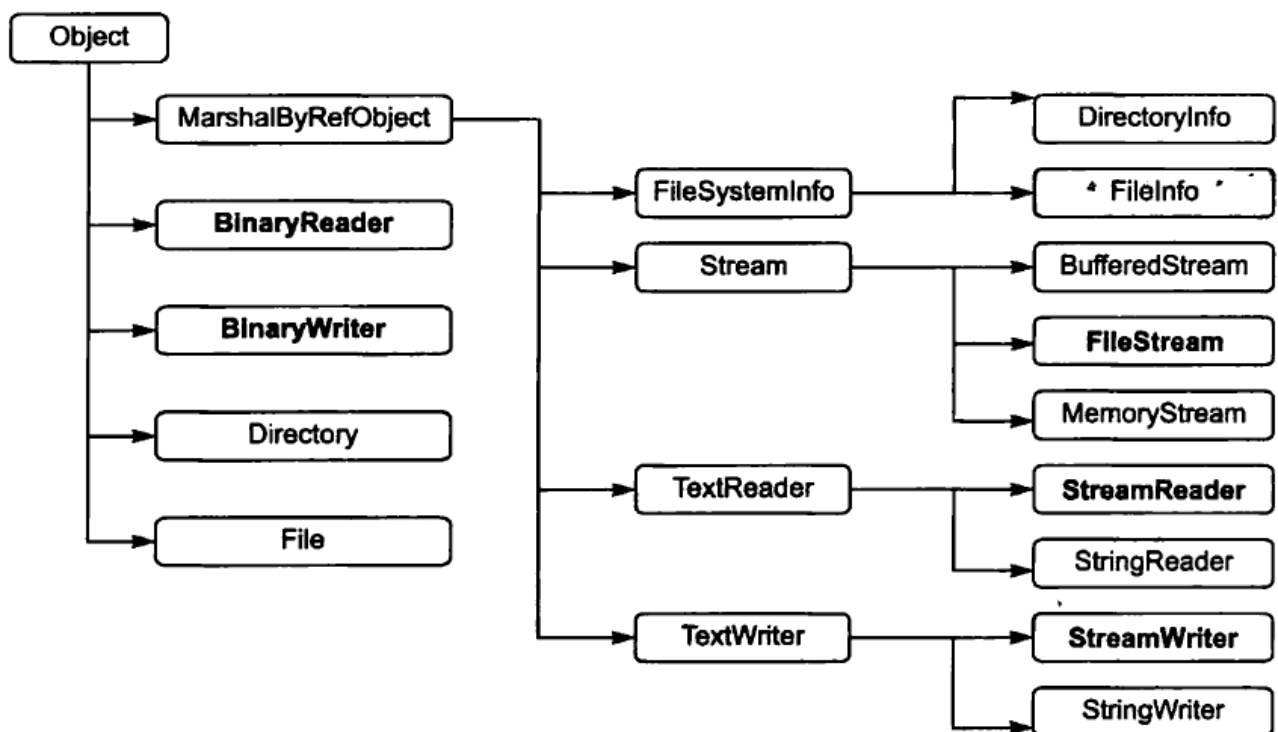 Object
MarshalByRefObject
BinaryReader
BinaryWriter
Directory
File
FileSystemInfo
Stream
TextReader
TextWriter
DirectoryInfo
FileInfo
BufferedStream
FileStream
MemoryStream
StreamReader
StringReader
StreamWriter
StringWriter